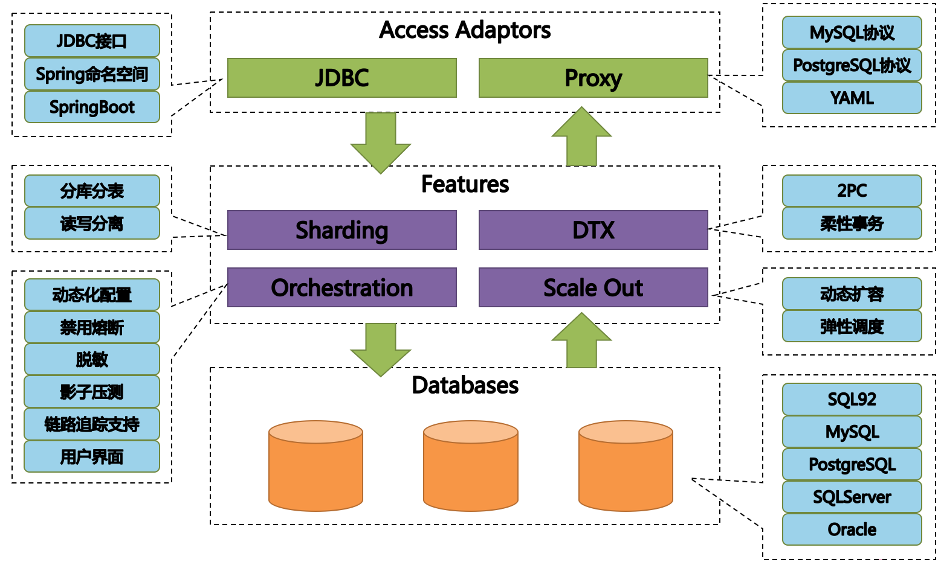 Access Adaptors
JDBC
Proxy
JDBC接口
Spring命名空间
SpringBoot
MySQL协议
PostgreSQL协议
YAML
Features
Sharding
DTX
Orchestration
Scale Out
分库分表
读写分离
2PC
柔性事务
动态化配置
禁用熔断
脱敏
影子压测
链路追踪支持
用户界面
动态扩容
弹性调度
Databases
SQL92
MySQL
PostgreSQL
SQLServer
Oracle